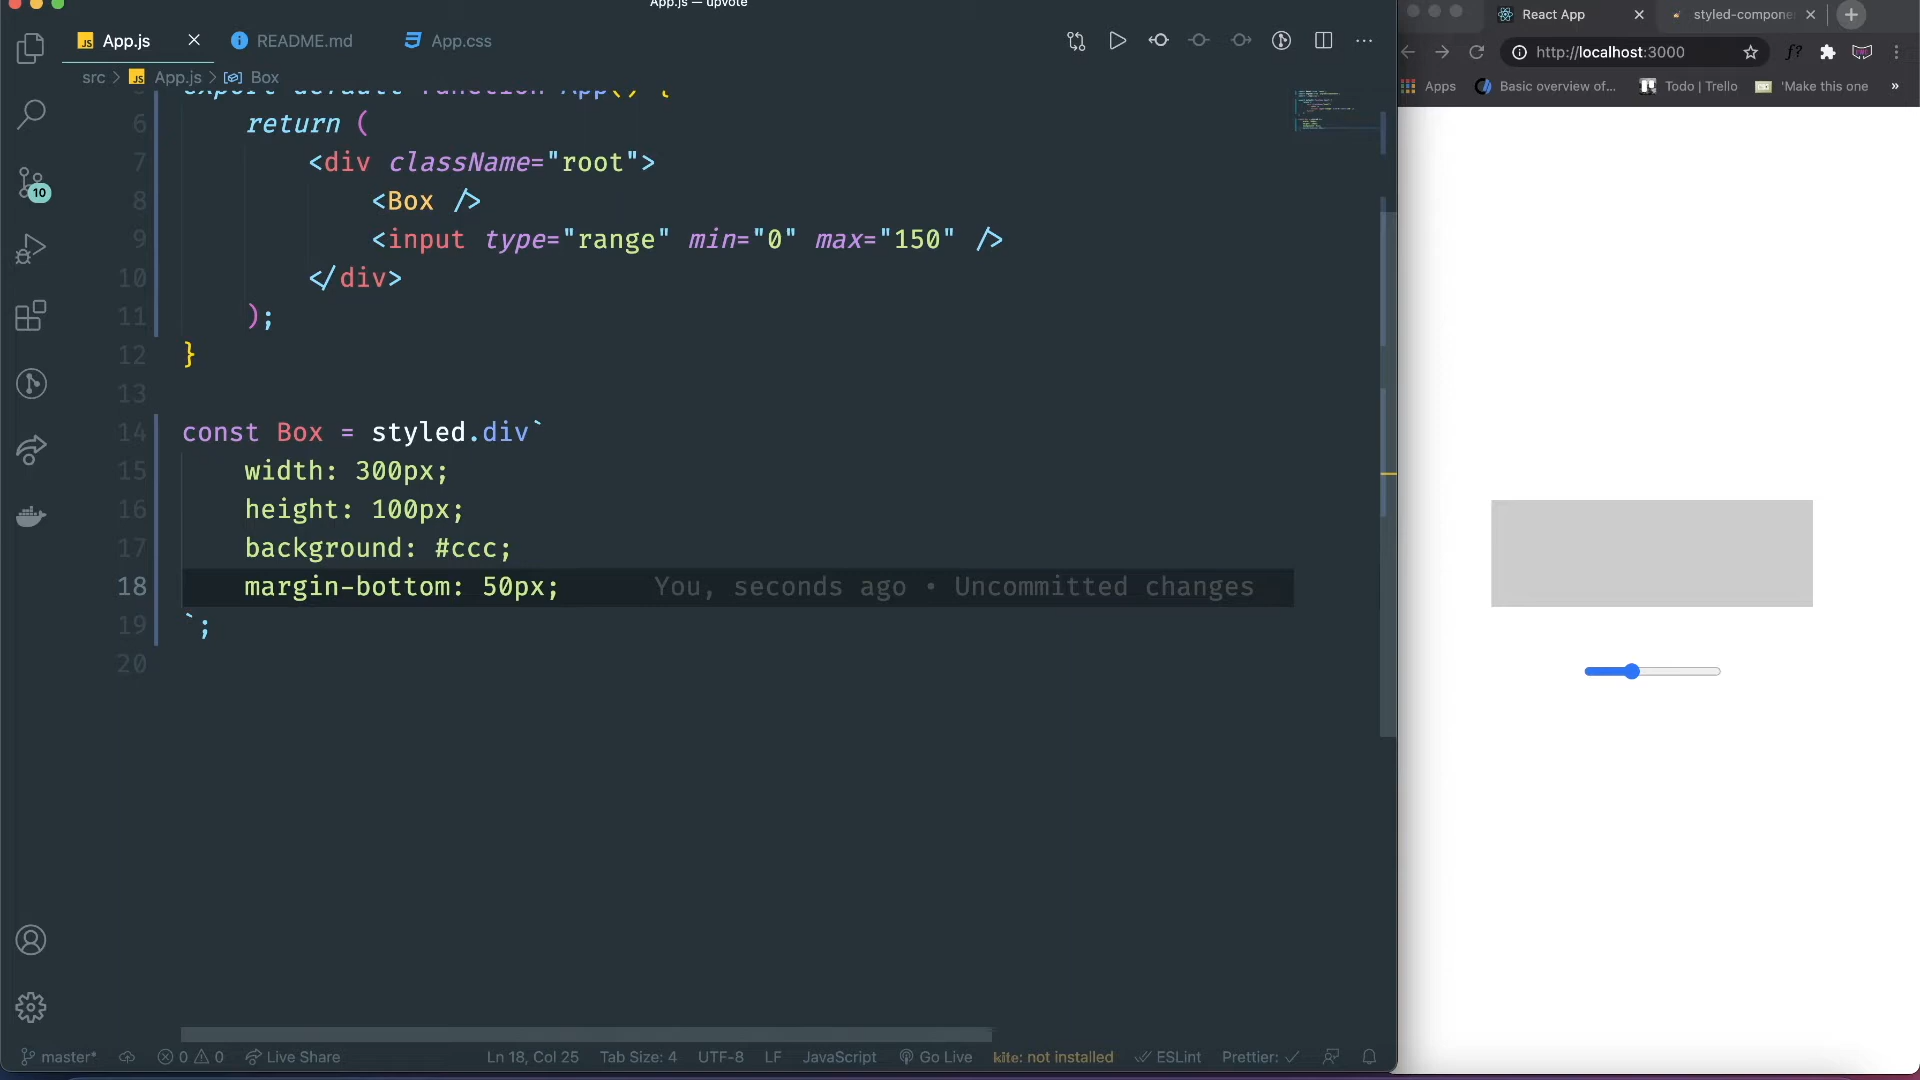 App.js — upvote
App.js
README.md
App.css
src > App.js > Box
export default function App() {
6 return (
7 <div className="root">
8 <Box />
9 <input type="range" min="0" max="150" />
10 </div>
11 );
12 }
13
14 const Box = styled.div`
15 width: 300px;
16 height: 100px;
17 background: #ccc;
18 margin-bottom: 50px; You, seconds ago • Uncommitted changes
19 `;
20
10
master* 0 0 Live Share Ln 18, Col 25 Tab Size: 4 UTF-8 LF JavaScript Go Live kite: not installed ESLint Prettier: ✓
React App
styled-compone
http://localhost:3000
f?
Apps Basic overview of... Todo | Trello 'Make this one »